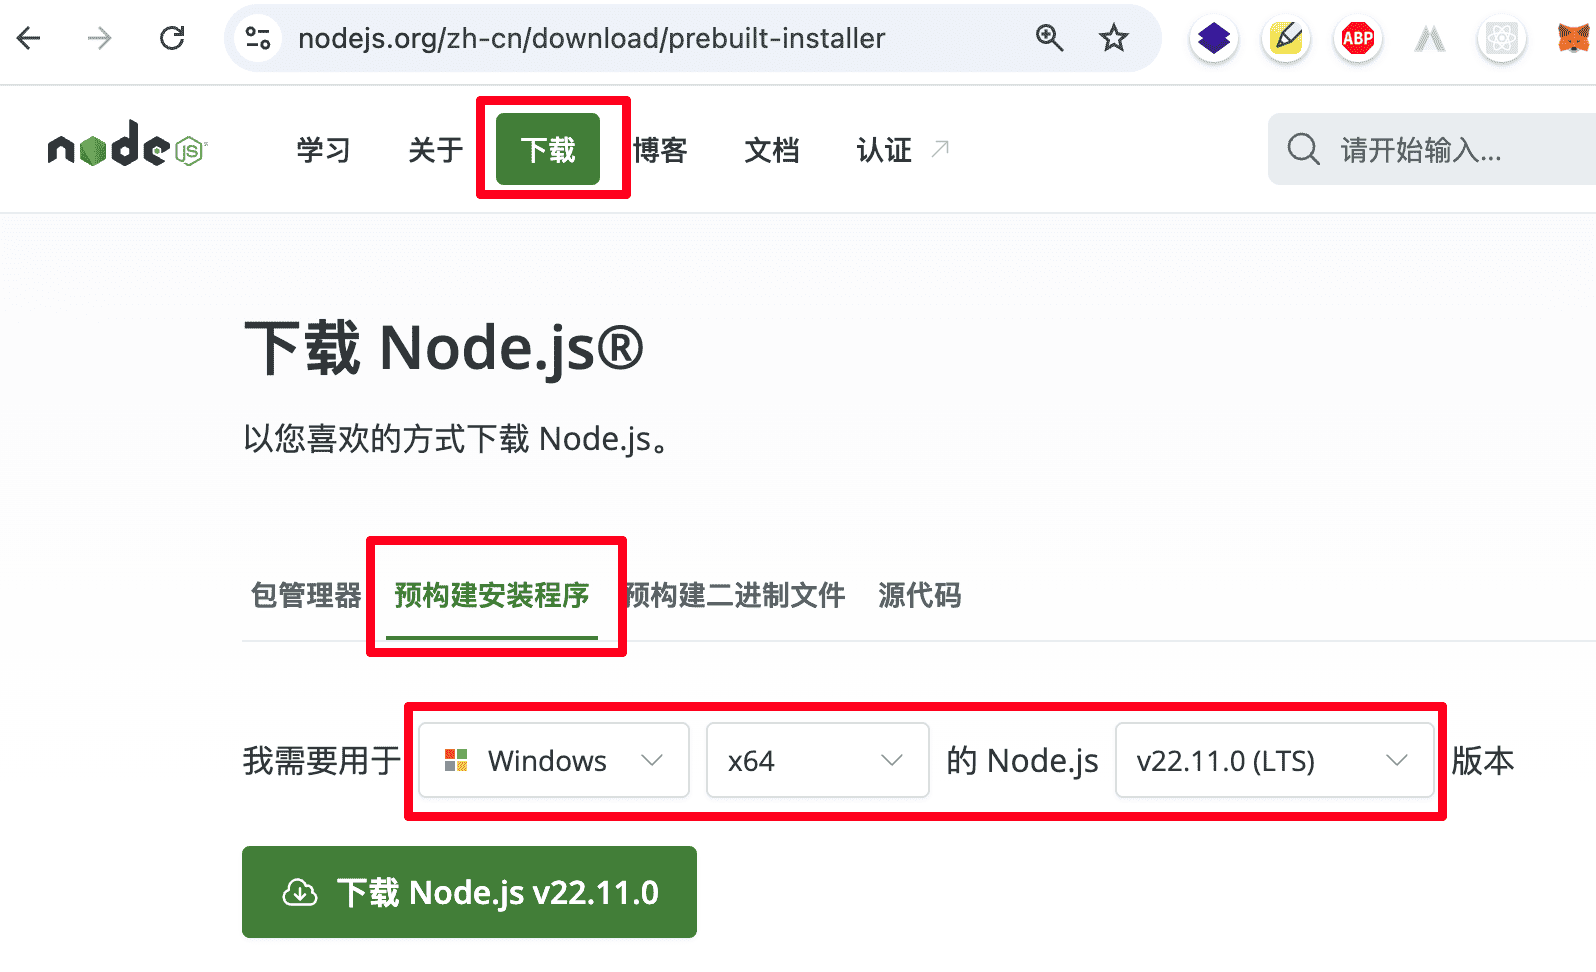 nodejs.org/zh-cn/download/prebuilt-installer
ABP
node JS
学习 关于 下载 博客 文档 认证 请开始输入...
下载 Node.js®
以您喜欢的方式下载 Node.js。
包管理器 预构建安装程序 预构建二进制文件 源代码
我需要用于 Windows x64 的 Node.js v22.11.0 (LTS) 版本
下载 Node.js v22.11.0